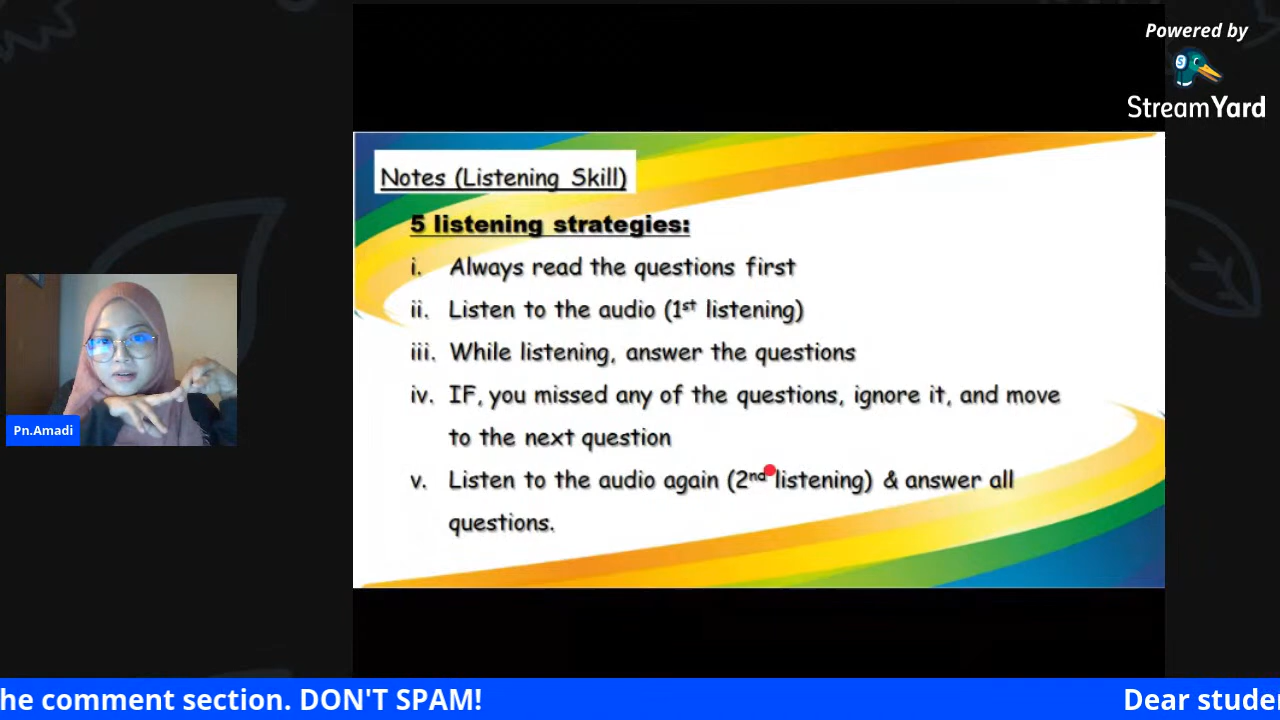 Powered by
StreamYard
Notes (Listening Skill)
5 listening strategies:
i. Always read the questions first
ii. Listen to the audio (1st listening)
iii. While listening, answer the questions
iv. IF, you missed any of the questions, ignore it, and move
to the next question
v. Listen to the audio again (2nd listening) & answer all
questions.
Pn.Amadi
he comment section. DON'T SPAM!
Dear studen